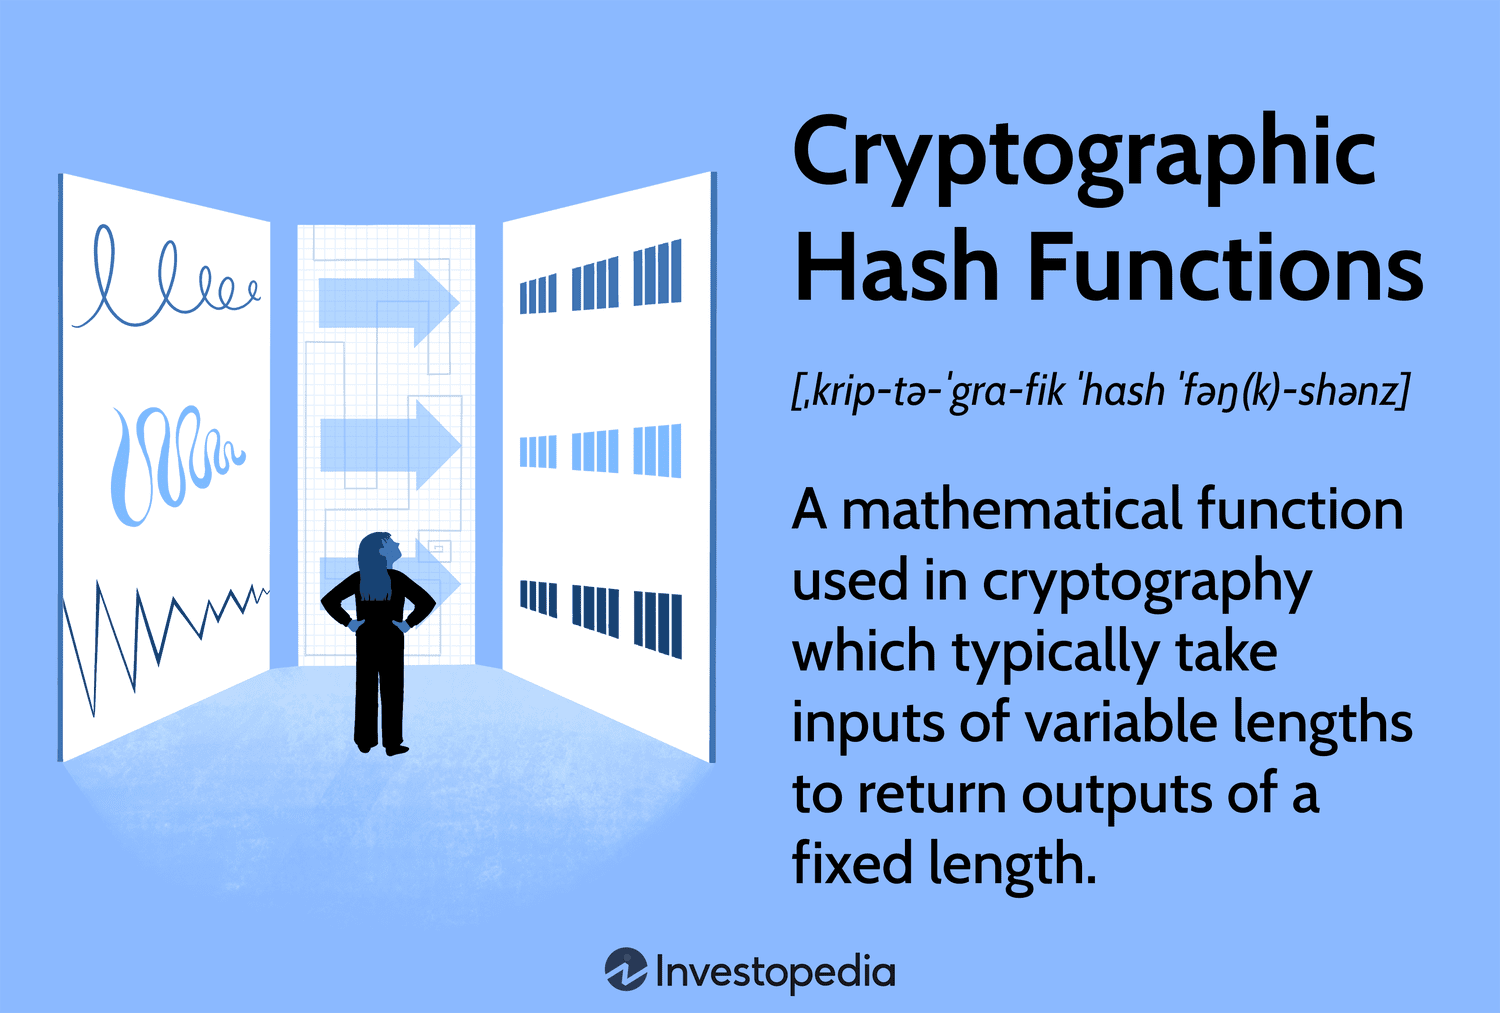 Cryptographic
Hash Functions
[ˌkrip-tə-ˈgra-fik ˈhash ˈfəŋ(k)-shənz]
A mathematical function
used in cryptography
which typically take
inputs of variable lengths
to return outputs of a
fixed length.
Investopedia